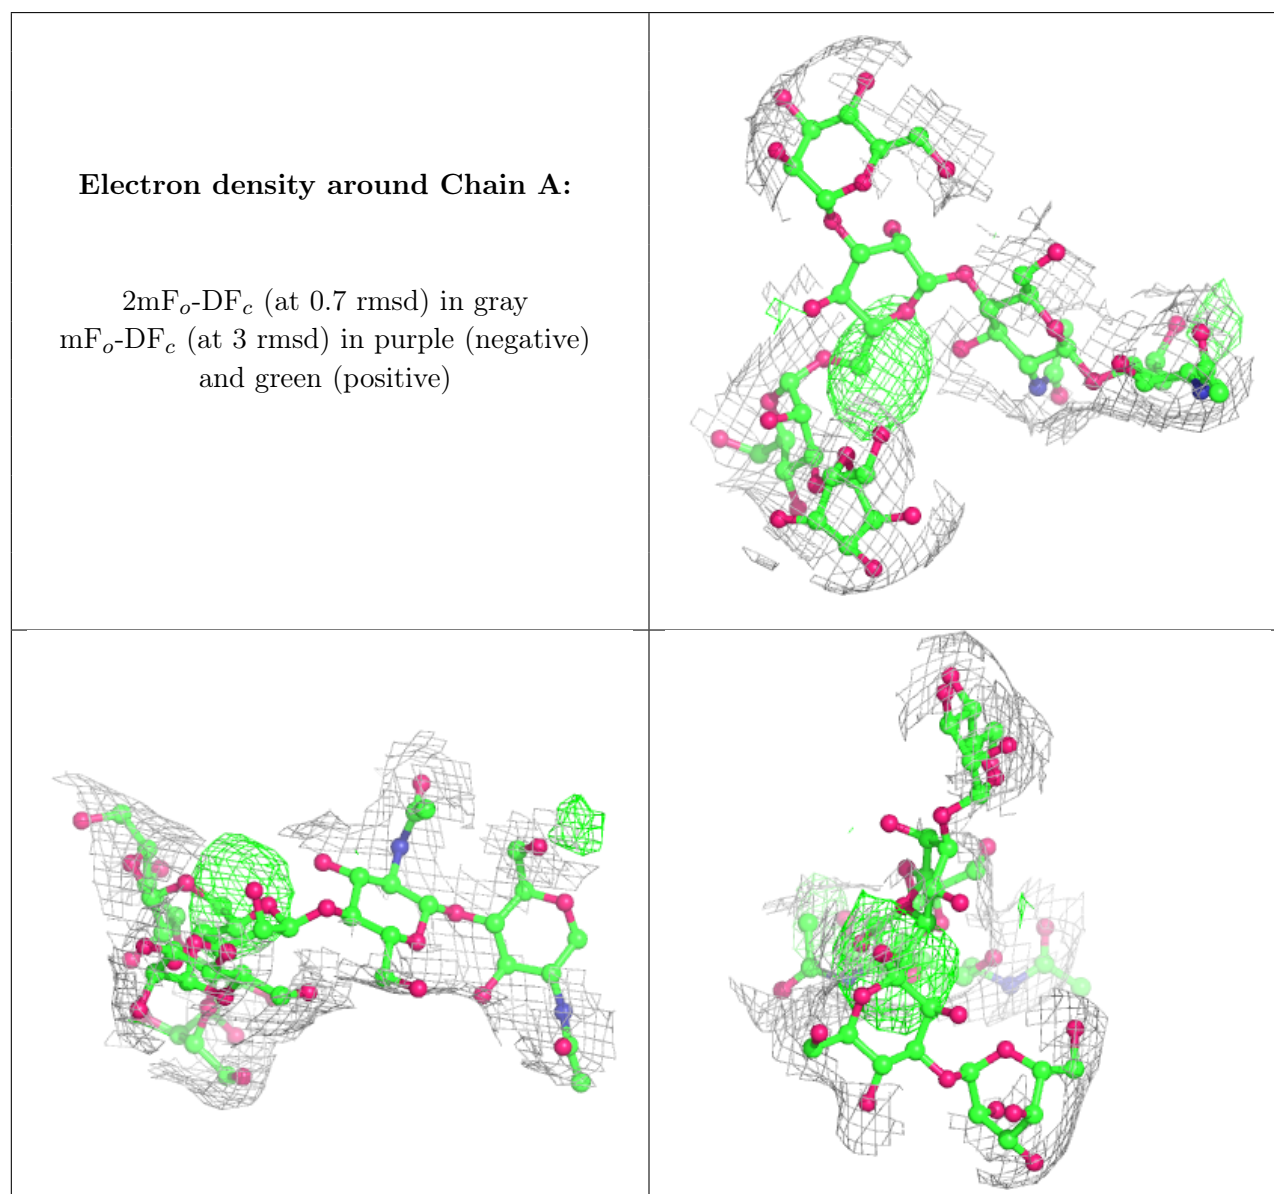 Electron density around Chain A:
2mFₒ-DF𝒸 (at 0.7 rmsd) in gray
mFₒ-DF𝒸 (at 3 rmsd) in purple (negative)
and green (positive)